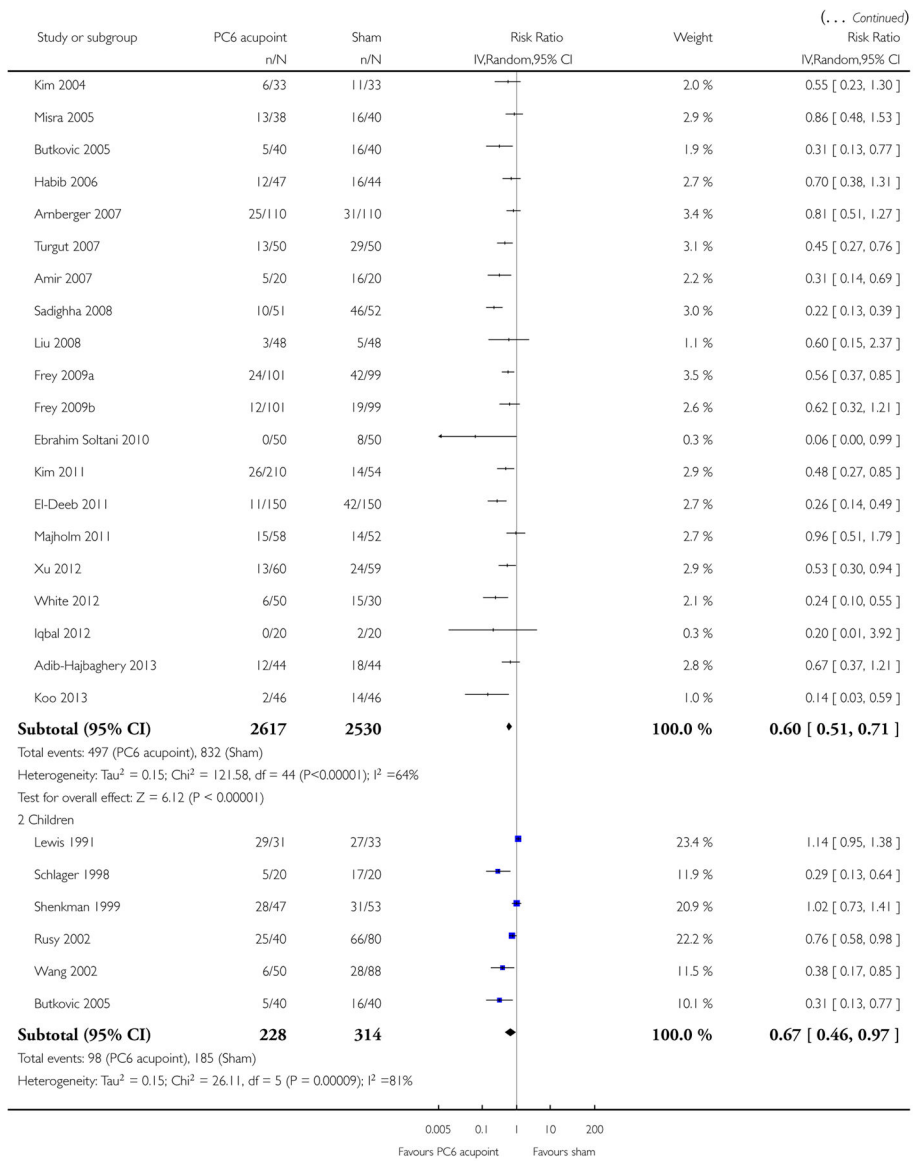 (... Continued)
Study or subgroup PC6 acupoint Sham Risk Ratio Weight Risk Ratio
n/N n/N IV,Random,95% CI IV,Random,95% CI
Kim 2004 6/33 11/33 2.0 % 0.55 [ 0.23, 1.30 ]
Misra 2005 13/38 16/40 2.9 % 0.86 [ 0.48, 1.53 ]
Butkovic 2005 5/40 16/40 1.9 % 0.31 [ 0.13, 0.77 ]
Habib 2006 12/47 16/44 2.7 % 0.70 [ 0.38, 1.31 ]
Arnberger 2007 25/110 31/110 3.4 % 0.81 [ 0.51, 1.27 ]
Turgut 2007 13/50 29/50 3.1 % 0.45 [ 0.27, 0.76 ]
Amir 2007 5/20 16/20 2.2 % 0.31 [ 0.14, 0.69 ]
Sadighha 2008 10/51 46/52 3.0 % 0.22 [ 0.13, 0.39 ]
Liu 2008 3/48 5/48 1.1 % 0.60 [ 0.15, 2.37 ]
Frey 2009a 24/101 42/99 3.5 % 0.56 [ 0.37, 0.85 ]
Frey 2009b 12/101 19/99 2.6 % 0.62 [ 0.32, 1.21 ]
Ebrahim Soltani 2010 0/50 8/50 0.3 % 0.06 [ 0.00, 0.99 ]
Kim 2011 26/210 14/54 2.9 % 0.48 [ 0.27, 0.85 ]
El-Deeb 2011 11/150 42/150 2.7 % 0.26 [ 0.14, 0.49 ]
Majholm 2011 15/58 14/52 2.7 % 0.96 [ 0.51, 1.79 ]
Xu 2012 13/60 24/59 2.9 % 0.53 [ 0.30, 0.94 ]
White 2012 6/50 15/30 2.1 % 0.24 [ 0.10, 0.55 ]
Iqbal 2012 0/20 2/20 0.3 % 0.20 [ 0.01, 3.92 ]
Adib-Hajbaghery 2013 12/44 18/44 2.8 % 0.67 [ 0.37, 1.21 ]
Koo 2013 2/46 14/46 1.0 % 0.14 [ 0.03, 0.59 ]
Subtotal (95% CI) 2617 2530 100.0 % 0.60 [ 0.51, 0.71 ]
Total events: 497 (PC6 acupoint), 832 (Sham)
Heterogeneity: Tau² = 0.15; Chi² = 121.58, df = 44 (P<0.00001); I² =64%
Test for overall effect: Z = 6.12 (P < 0.00001)
2 Children
Lewis 1991 29/31 27/33 23.4 % 1.14 [ 0.95, 1.38 ]
Schlager 1998 5/20 17/20 11.9 % 0.29 [ 0.13, 0.64 ]
Shenkman 1999 28/47 31/53 20.9 % 1.02 [ 0.73, 1.41 ]
Rusy 2002 25/40 66/80 22.2 % 0.76 [ 0.58, 0.98 ]
Wang 2002 6/50 28/88 11.5 % 0.38 [ 0.17, 0.85 ]
Butkovic 2005 5/40 16/40 10.1 % 0.31 [ 0.13, 0.77 ]
Subtotal (95% CI) 228 314 100.0 % 0.67 [ 0.46, 0.97 ]
Total events: 98 (PC6 acupoint), 185 (Sham)
Heterogeneity: Tau² = 0.15; Chi² = 26.11, df = 5 (P = 0.00009); I² =81%
0.005 0.1 1 10 200
Favours PC6 acupoint Favours sham